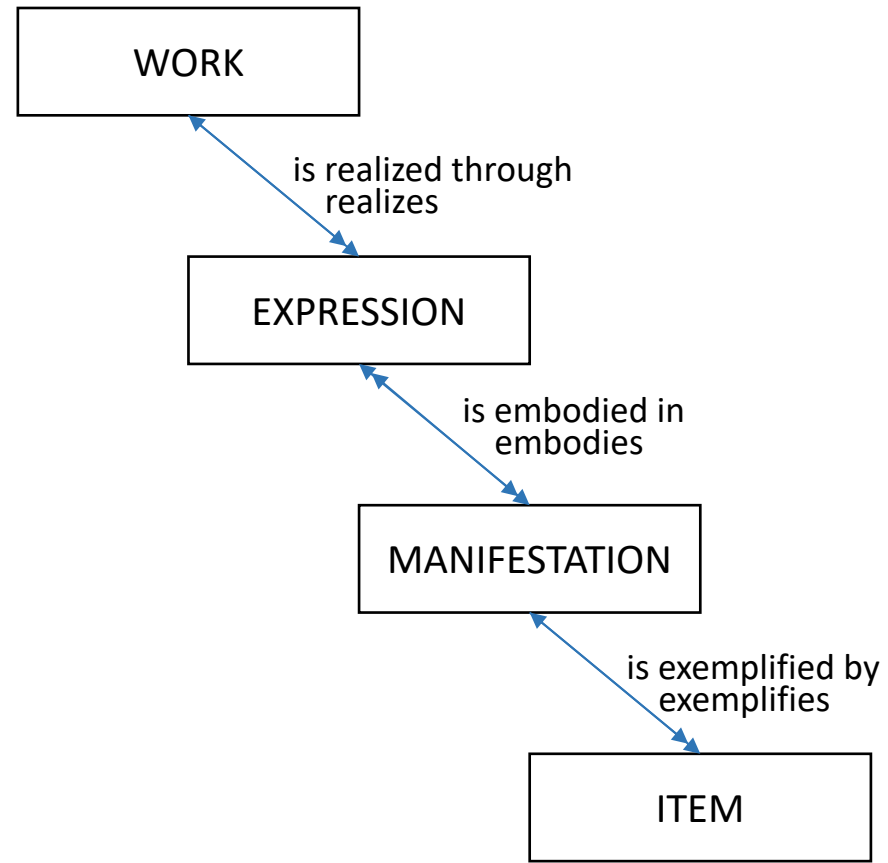 WORK
is realized through
realizes
EXPRESSION
is embodied in
embodies
MANIFESTATION
is exemplified by
exemplifies
ITEM